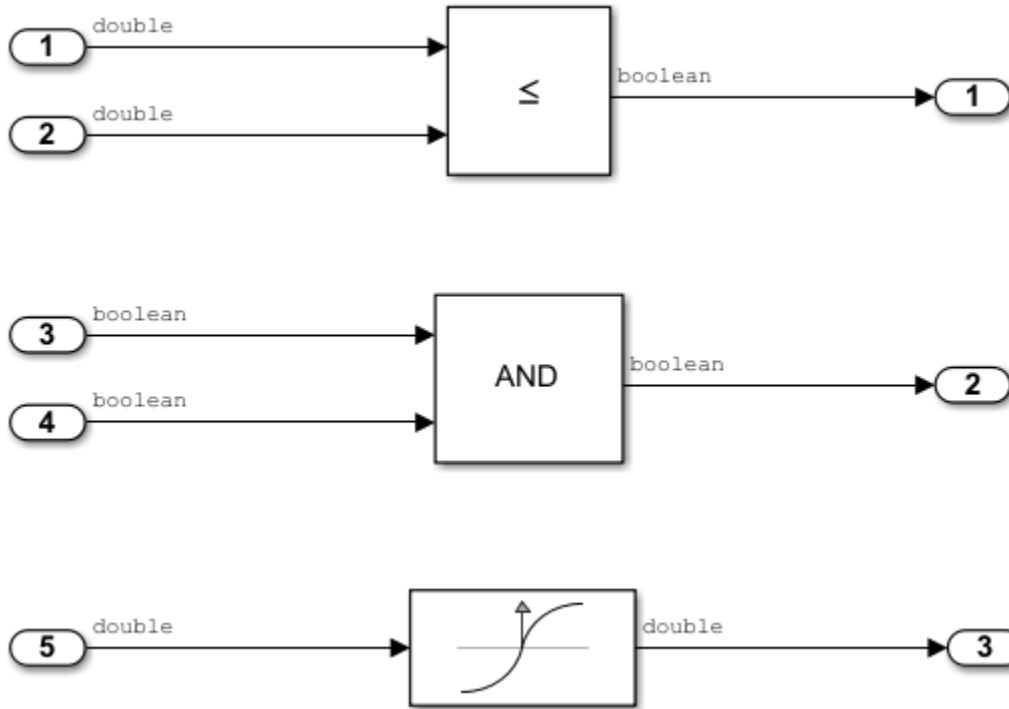 1 double
2 double
≤
boolean 1
3 boolean
4 boolean
AND
boolean 2
5 double
double 3